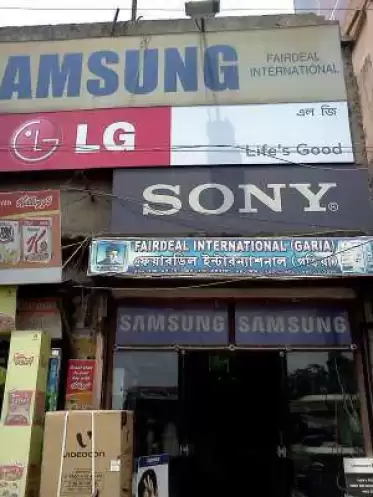 SAMSUNG
FAIRDEAL
INTERNATIONAL
LG
এল জি
Life's Good
SONY®
Kellogg's
FAIRDEAL INTERNATIONAL (GARIA)
ফেয়ারডিল ইন্টারন্যাশনাল (গড়িয়া)
SAMSUNG SAMSUNG
VIDEOCON